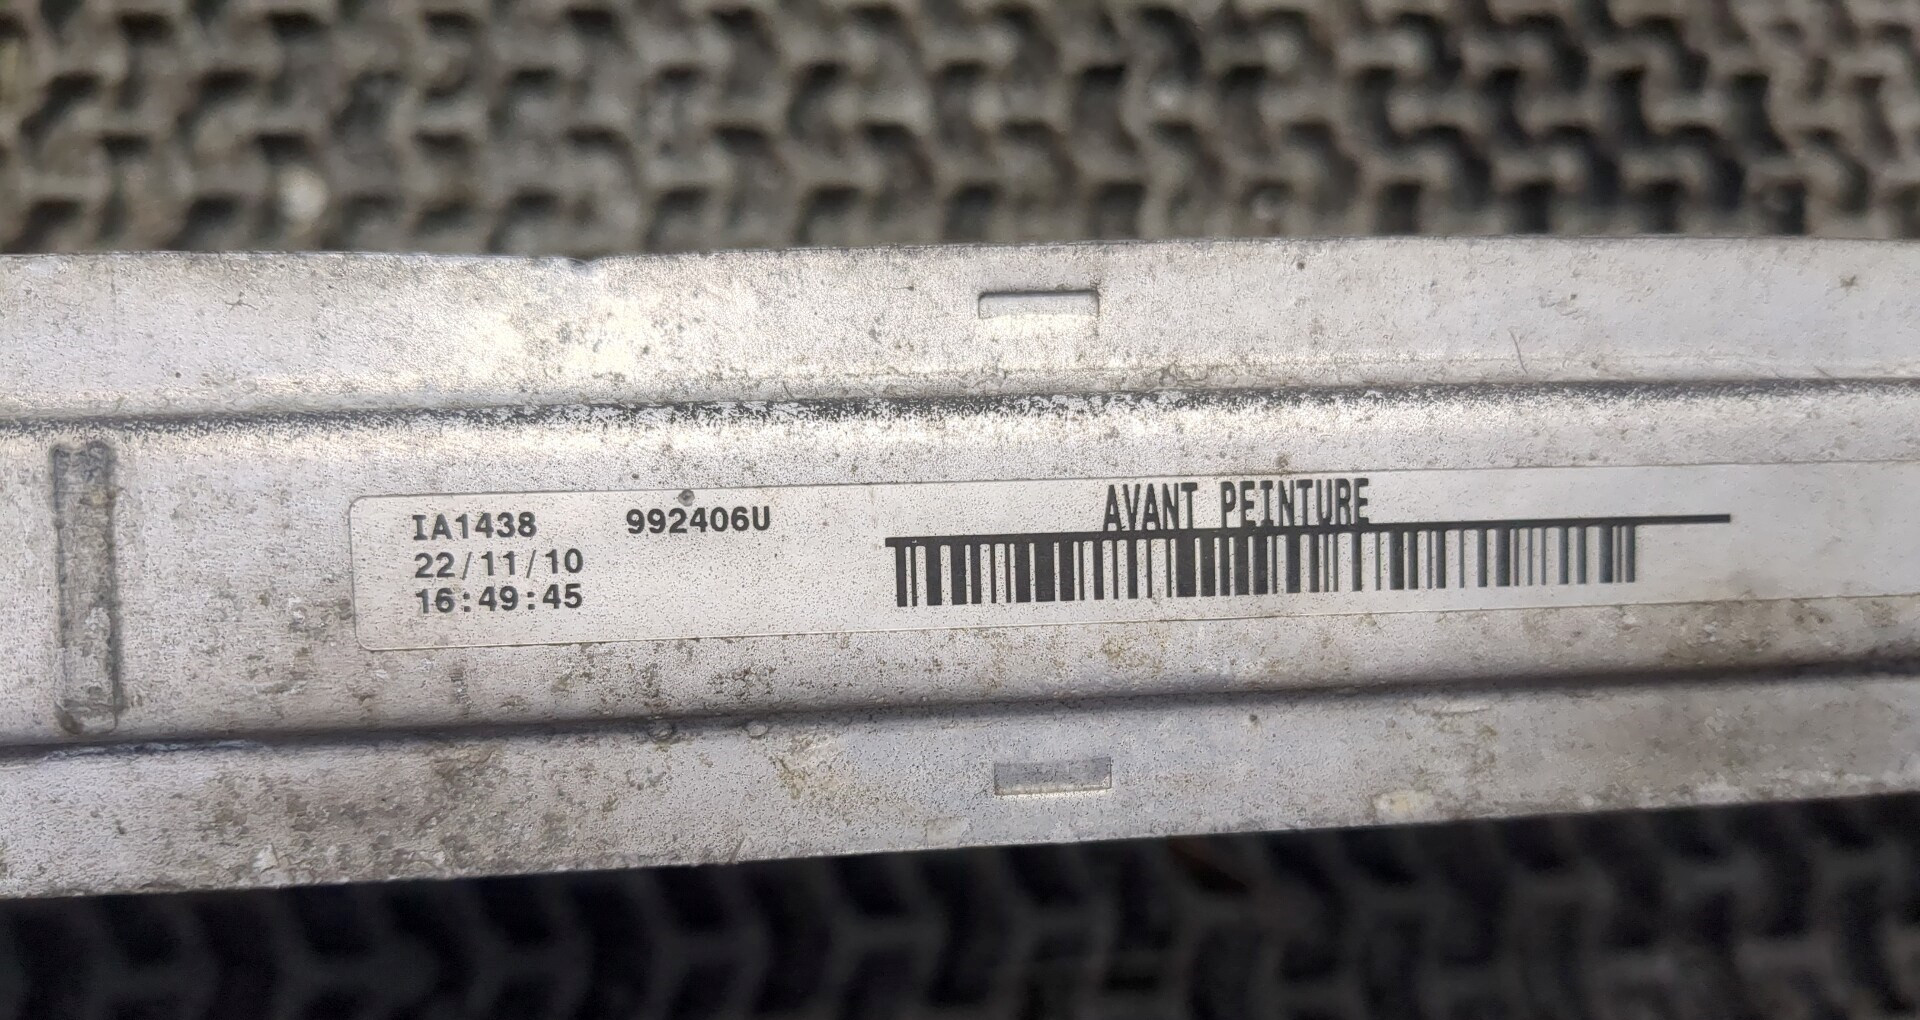 IA1438 992406U
22/11/10
16:49:45
AVANT PEINTURE